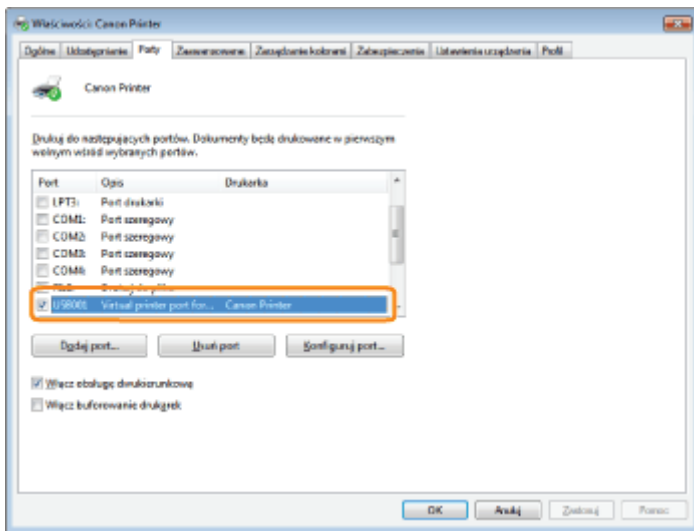 Właściwości: Canon Printer
Ogólne Udostępnianie Porty Zaawansowane Zarządzanie kolorami Zabezpieczenia Ustawienia urządzenia Profil
Canon Printer
Drukuj do następujących portów. Dokumenty będą drukowane w pierwszym
wolnym wśród wybranych portów.
Port Opis Drukarka
LPT3: Port drukarki
COM1: Port szeregowy
COM2: Port szeregowy
COM3: Port szeregowy
COM4: Port szeregowy
USB001 Virtual printer port for... Canon Printer
Dodaj port... Usuń port Konfiguruj port...
Włącz obsługę dwukierunkową
Włącz buforowanie drukarek
OK Anuluj Zastosuj Pomoc